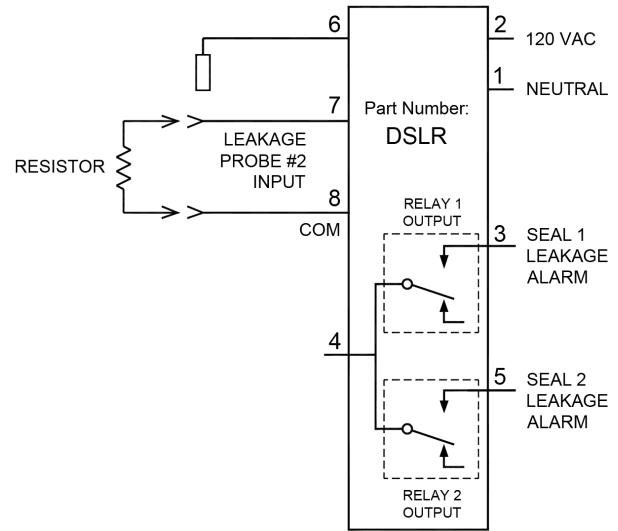 6
2
120 VAC
1
NEUTRAL
7
Part Number:
DSLR
LEAKAGE
PROBE #2
INPUT
RESISTOR
8
COM
RELAY 1
OUTPUT
3
SEAL 1
LEAKAGE
ALARM
4
5
SEAL 2
LEAKAGE
ALARM
RELAY 2
OUTPUT